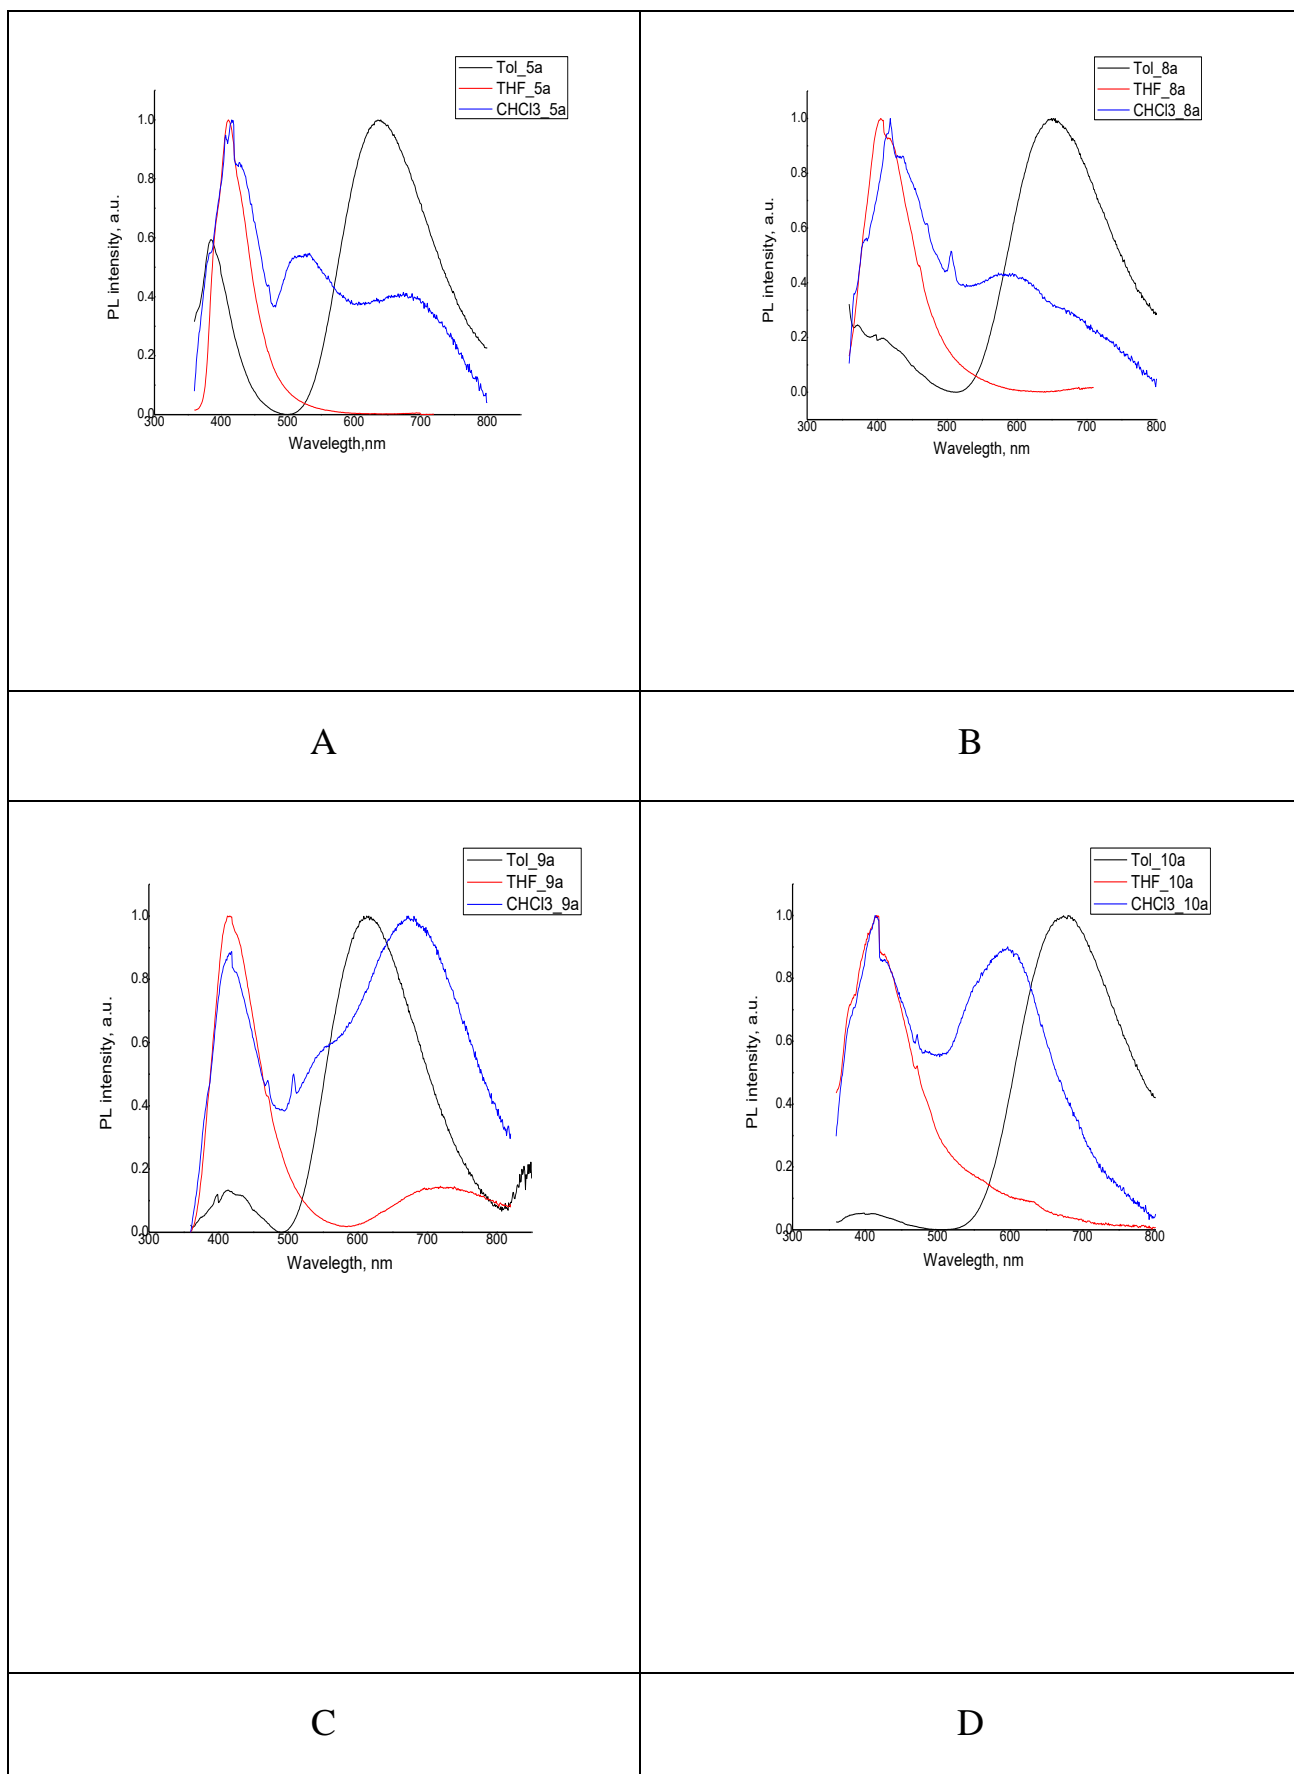 Tol_5a
THF_5a
CHCl3_5a
1.0
0.8
0.6
0.4
0.2
0.0
PL intensity, a.u.
300 400 500 600 700 800
Wavelegth,nm
Tol_8a
THF_8a
CHCl3_8a
1.0
0.8
0.6
0.4
0.2
0.0
PL intensity, a.u.
300 400 500 600 700 800
Wavelegth, nm
A
B
Tol_9a
THF_9a
CHCl3_9a
1.0
0.8
0.6
0.4
0.2
0.0
PL intensity, a.u.
300 400 500 600 700 800
Wavelegth, nm
Tol_10a
THF_10a
CHCl3_10a
1.0
0.8
0.6
0.4
0.2
0.0
PL intensity, a.u.
300 400 500 600 700 800
Wavelegth, nm
C
D